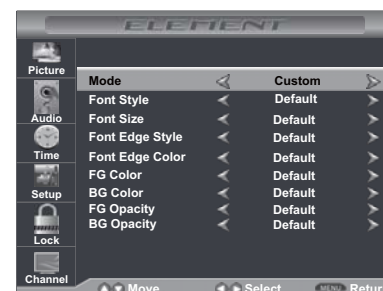 ELEMENT
Picture
Audio
Time
Setup
Lock
Channel
Mode Custom
Font Style Default
Font Size Default
Font Edge Style Default
Font Edge Color Default
FG Color Default
BG Color Default
FG Opacity Default
BG Opacity Default
Move Select MENU Retur